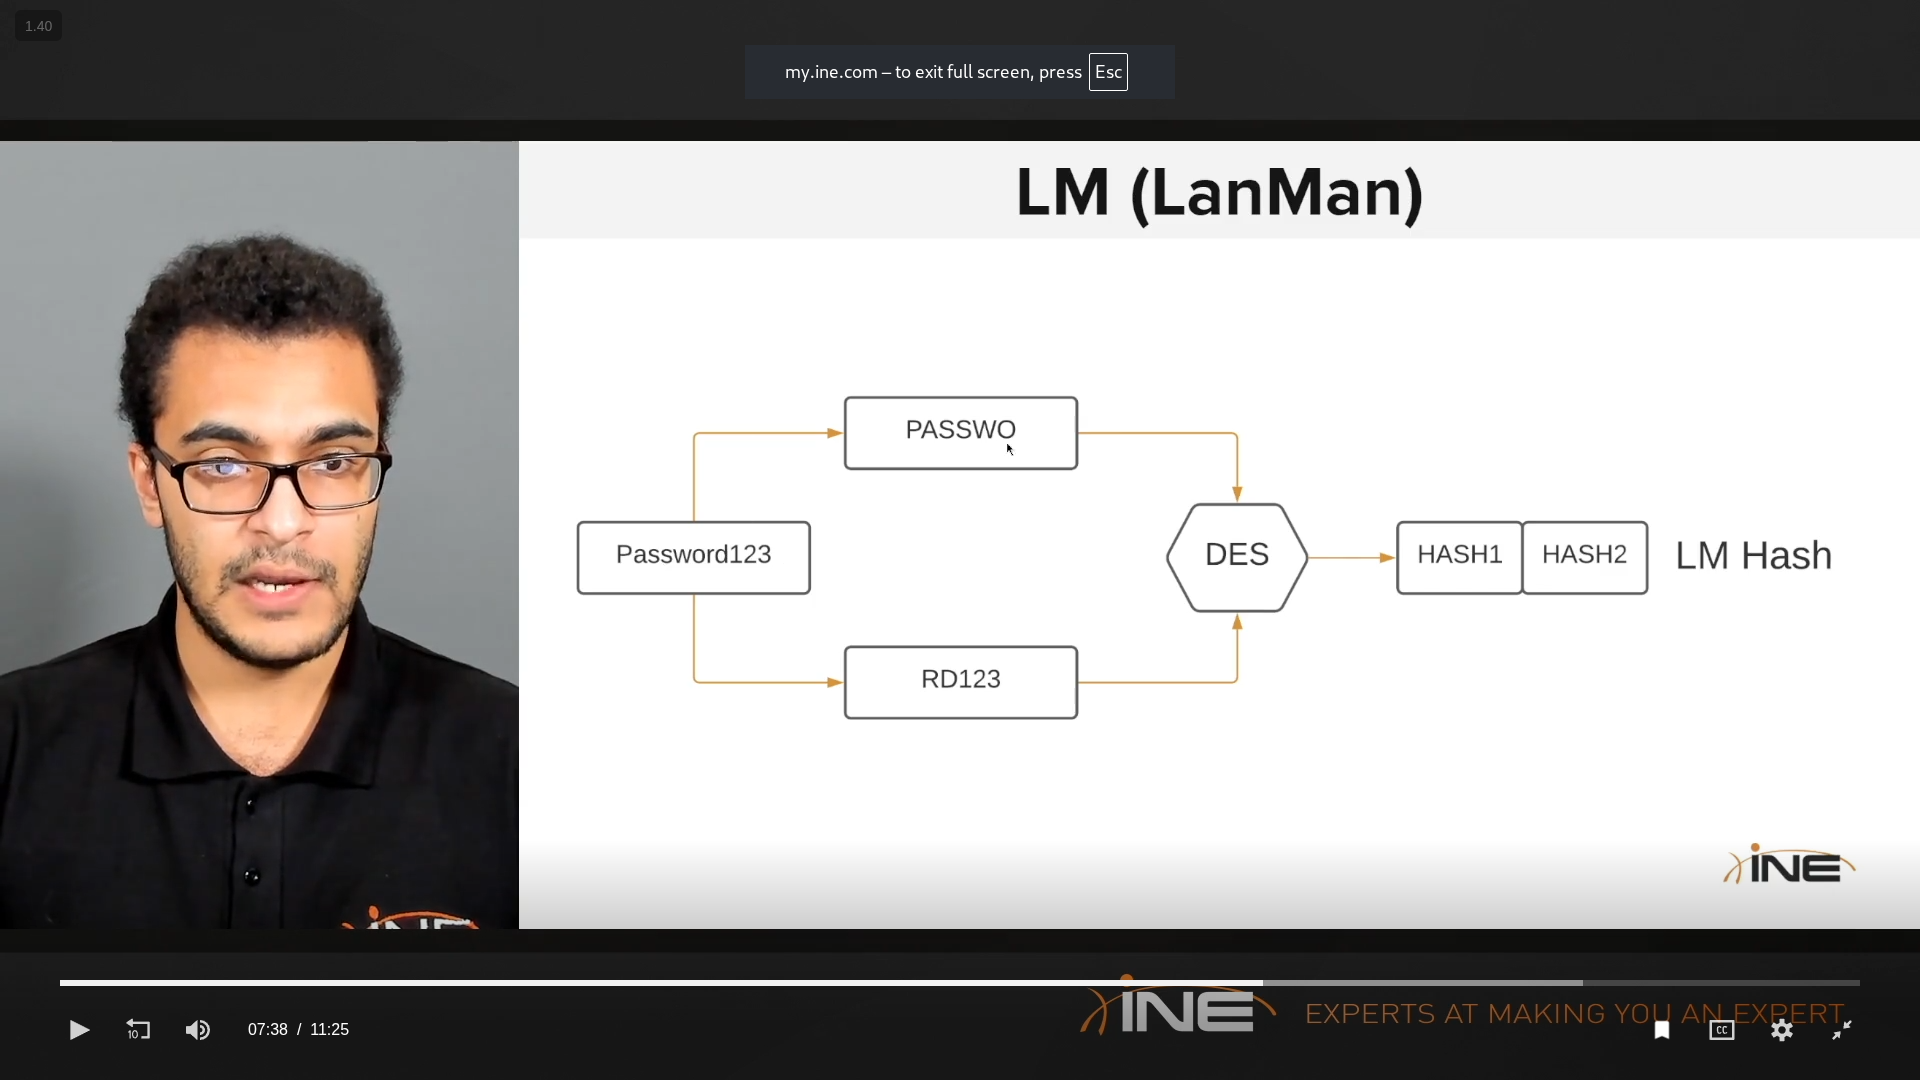 1.40
my.ine.com – to exit full screen, press Esc
LM (LanMan)
PASSWO
Password123
DES
HASH1 HASH2 LM Hash
RD123
INE
INE
INE EXPERTS AT MAKING YOU AN EXPERT
10 07:38 / 11:25 CC